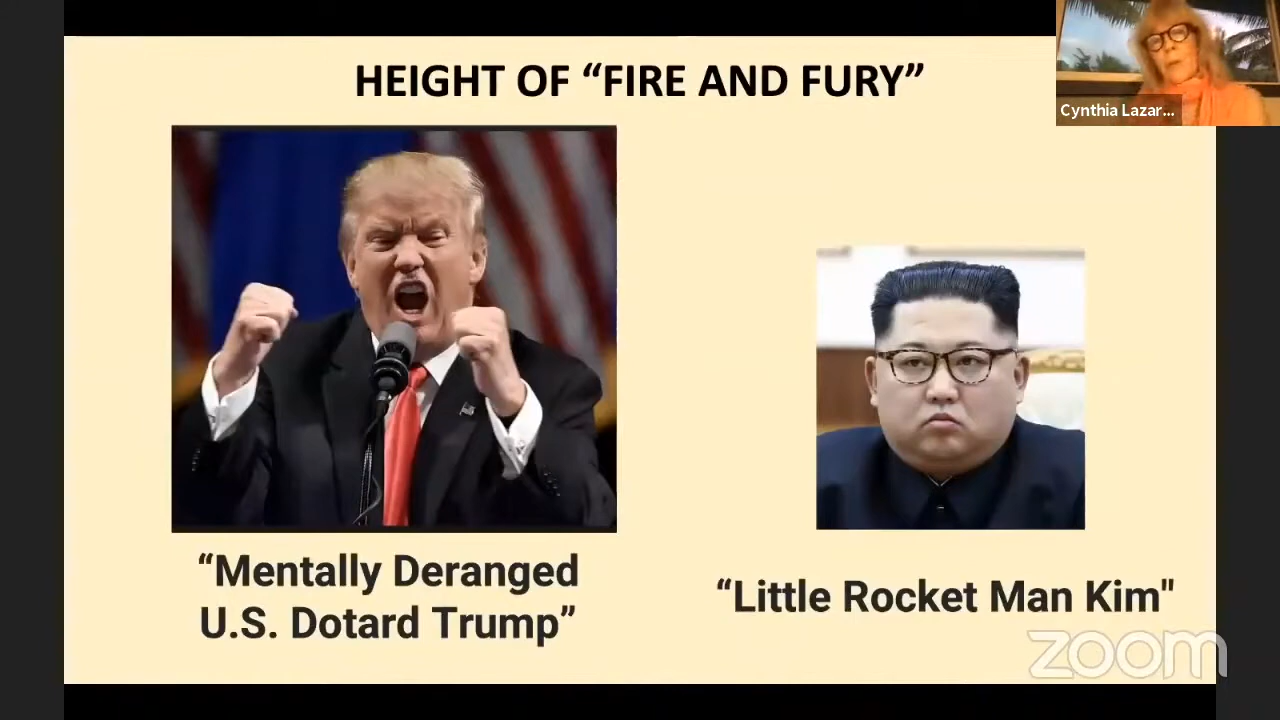 HEIGHT OF “FIRE AND FURY”
Cynthia Lazar...
“Mentally Deranged
U.S. Dotard Trump”
“Little Rocket Man Kim"
zoom